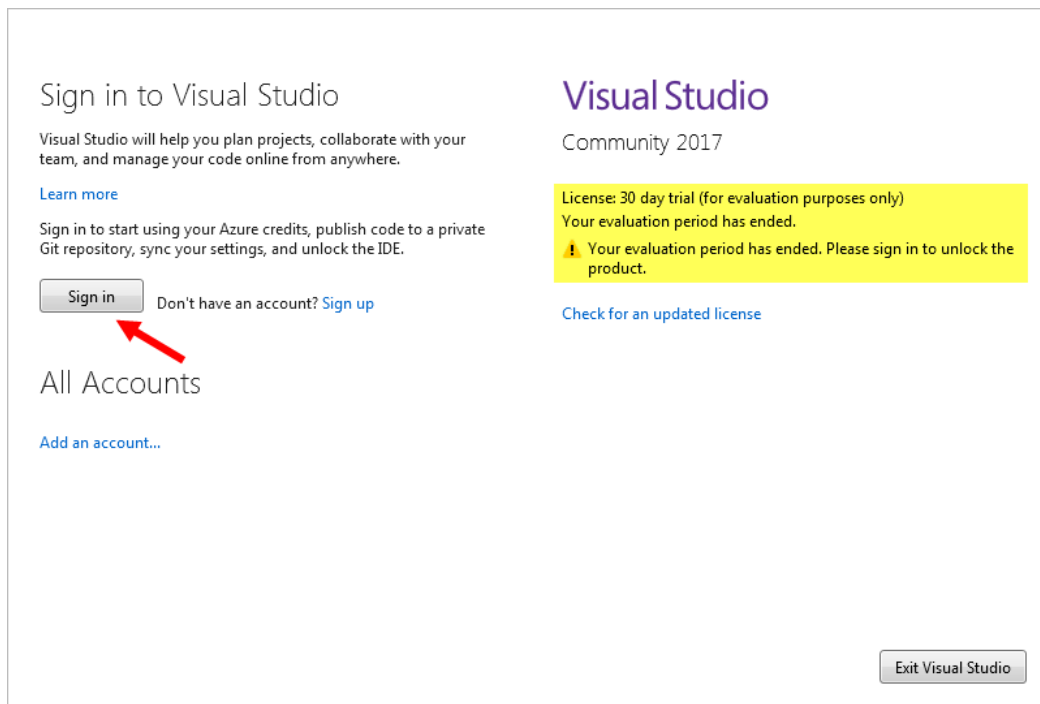 Sign in to Visual Studio
Visual Studio will help you plan projects, collaborate with your
team, and manage your code online from anywhere.
Learn more
Sign in to start using your Azure credits, publish code to a private
Git repository, sync your settings, and unlock the IDE.
Sign in
Don't have an account? Sign up
All Accounts
Add an account...
Visual Studio
Community 2017
License: 30 day trial (for evaluation purposes only)
Your evaluation period has ended.
Your evaluation period has ended. Please sign in to unlock the
product.
Check for an updated license
Exit Visual Studio